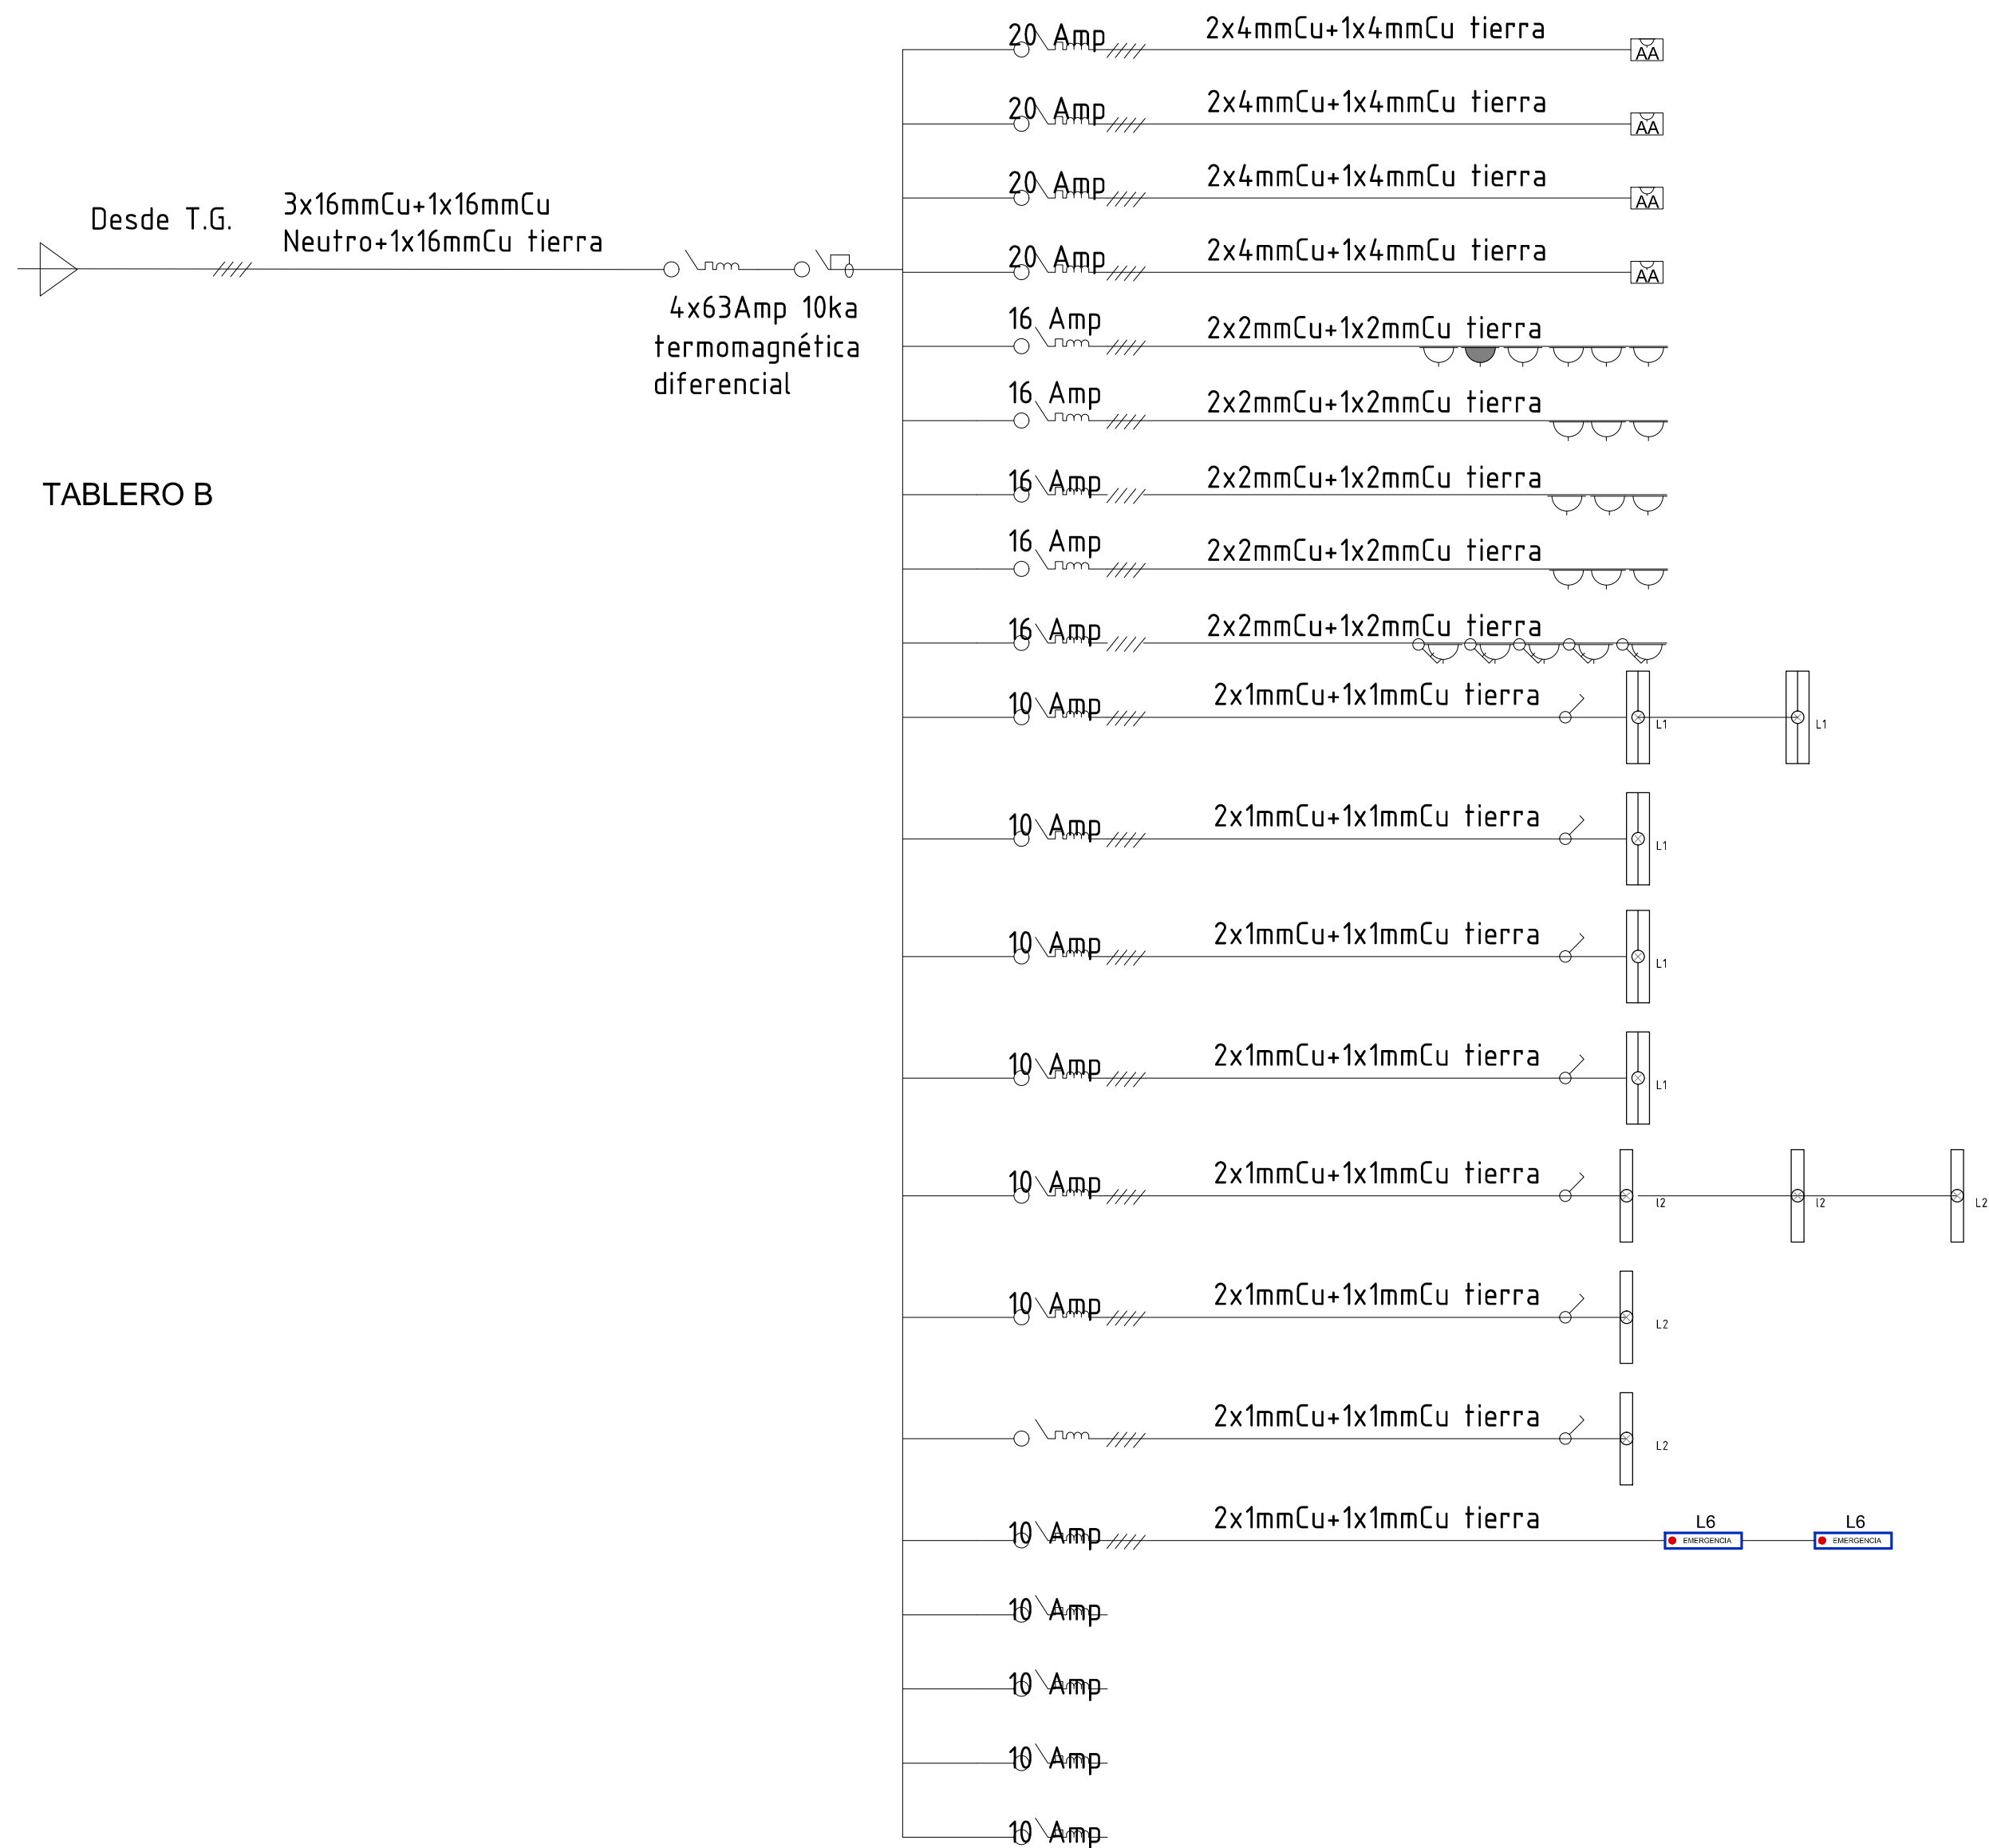 20 Amp 2x4mmCu+1x4mmCu tierra
AA
20 Amp 2x4mmCu+1x4mmCu tierra
AA
20 Amp 2x4mmCu+1x4mmCu tierra
AA
Desde T.G.
3x16mmCu+1x16mmCu
Neutro+1x16mmCu tierra
20 Amp 2x4mmCu+1x4mmCu tierra
AA
4x63Amp 10ka
termomagnética
diferencial
16 Amp 2x2mmCu+1x2mmCu tierra
16 Amp 2x2mmCu+1x2mmCu tierra
TABLERO B
16 Amp 2x2mmCu+1x2mmCu tierra
16 Amp 2x2mmCu+1x2mmCu tierra
16 Amp 2x2mmCu+1x2mmCu tierra
10 Amp 2x1mmCu+1x1mmCu tierra
L1 L1
10 Amp 2x1mmCu+1x1mmCu tierra
L1
10 Amp 2x1mmCu+1x1mmCu tierra
L1
10 Amp 2x1mmCu+1x1mmCu tierra
L1
10 Amp 2x1mmCu+1x1mmCu tierra
l2 l2 L2
10 Amp 2x1mmCu+1x1mmCu tierra
L2
2x1mmCu+1x1mmCu tierra
L2
10 Amp 2x1mmCu+1x1mmCu tierra
L6 L6
EMERGENCIA EMERGENCIA
10 Amp
10 Amp
10 Amp
10 Amp